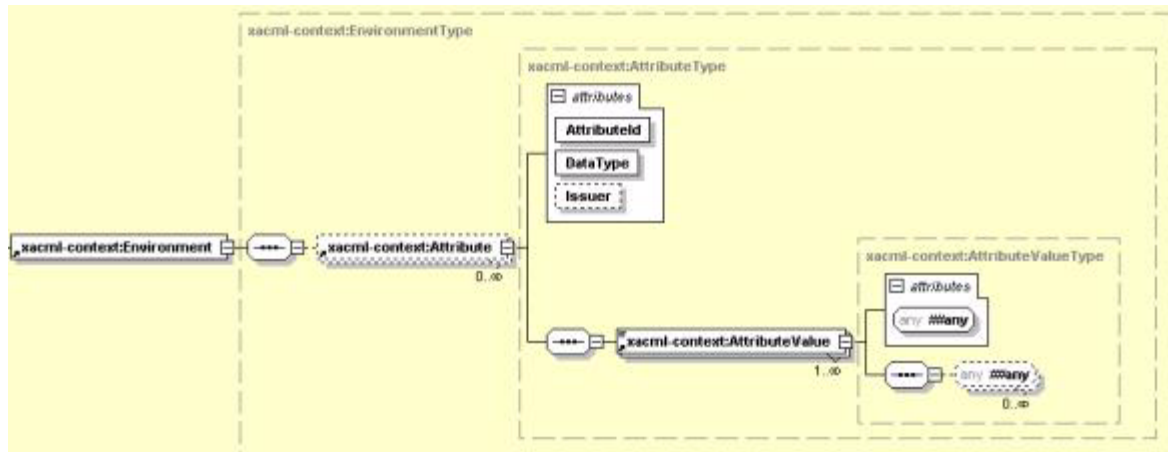 xacml-context:EnvironmentType
xacml-context:AttributeType
attributes
AttributeId
DataType
Issuer
xacml-context:Environment
xacml-context:Attribute
0..∞
xacml-context:AttributeValueType
attributes
any ##any
xacml-context:AttributeValue
1..∞
any ##any
0..∞